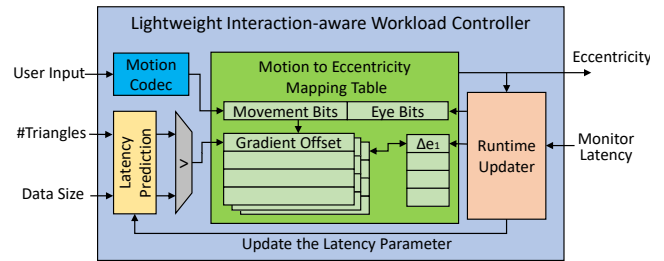 Lightweight Interaction-aware Workload Controller
User Input
Motion
Codec
Motion to Eccentricity
Mapping Table
Eccentricity
Movement Bits
Eye Bits
#Triangles
Data Size
Latency
Prediction
>
Gradient Offset
Δe1
Runtime
Updater
Monitor
Latency
Update the Latency Parameter